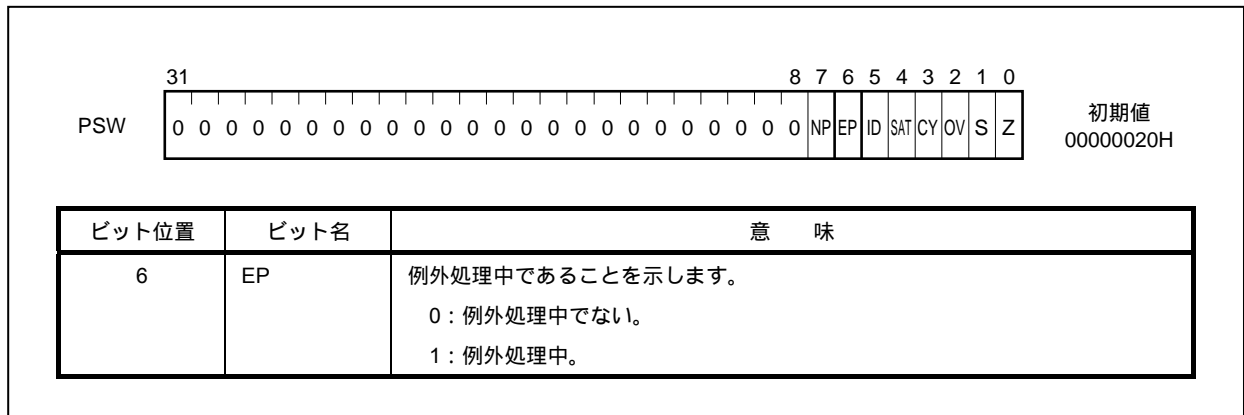 31 8 7 6 5 4 3 2 1 0
PSW 0 0 0 0 0 0 0 0 0 0 0 0 0 0 0 0 0 0 0 0 0 0 0 0 NP EP ID SAT CY OV S Z 初期値
00000020H
ビット位置 ビット名 意 味
6 EP 例外処理中であることを示します。
0:例外処理中でない。
1:例外処理中。